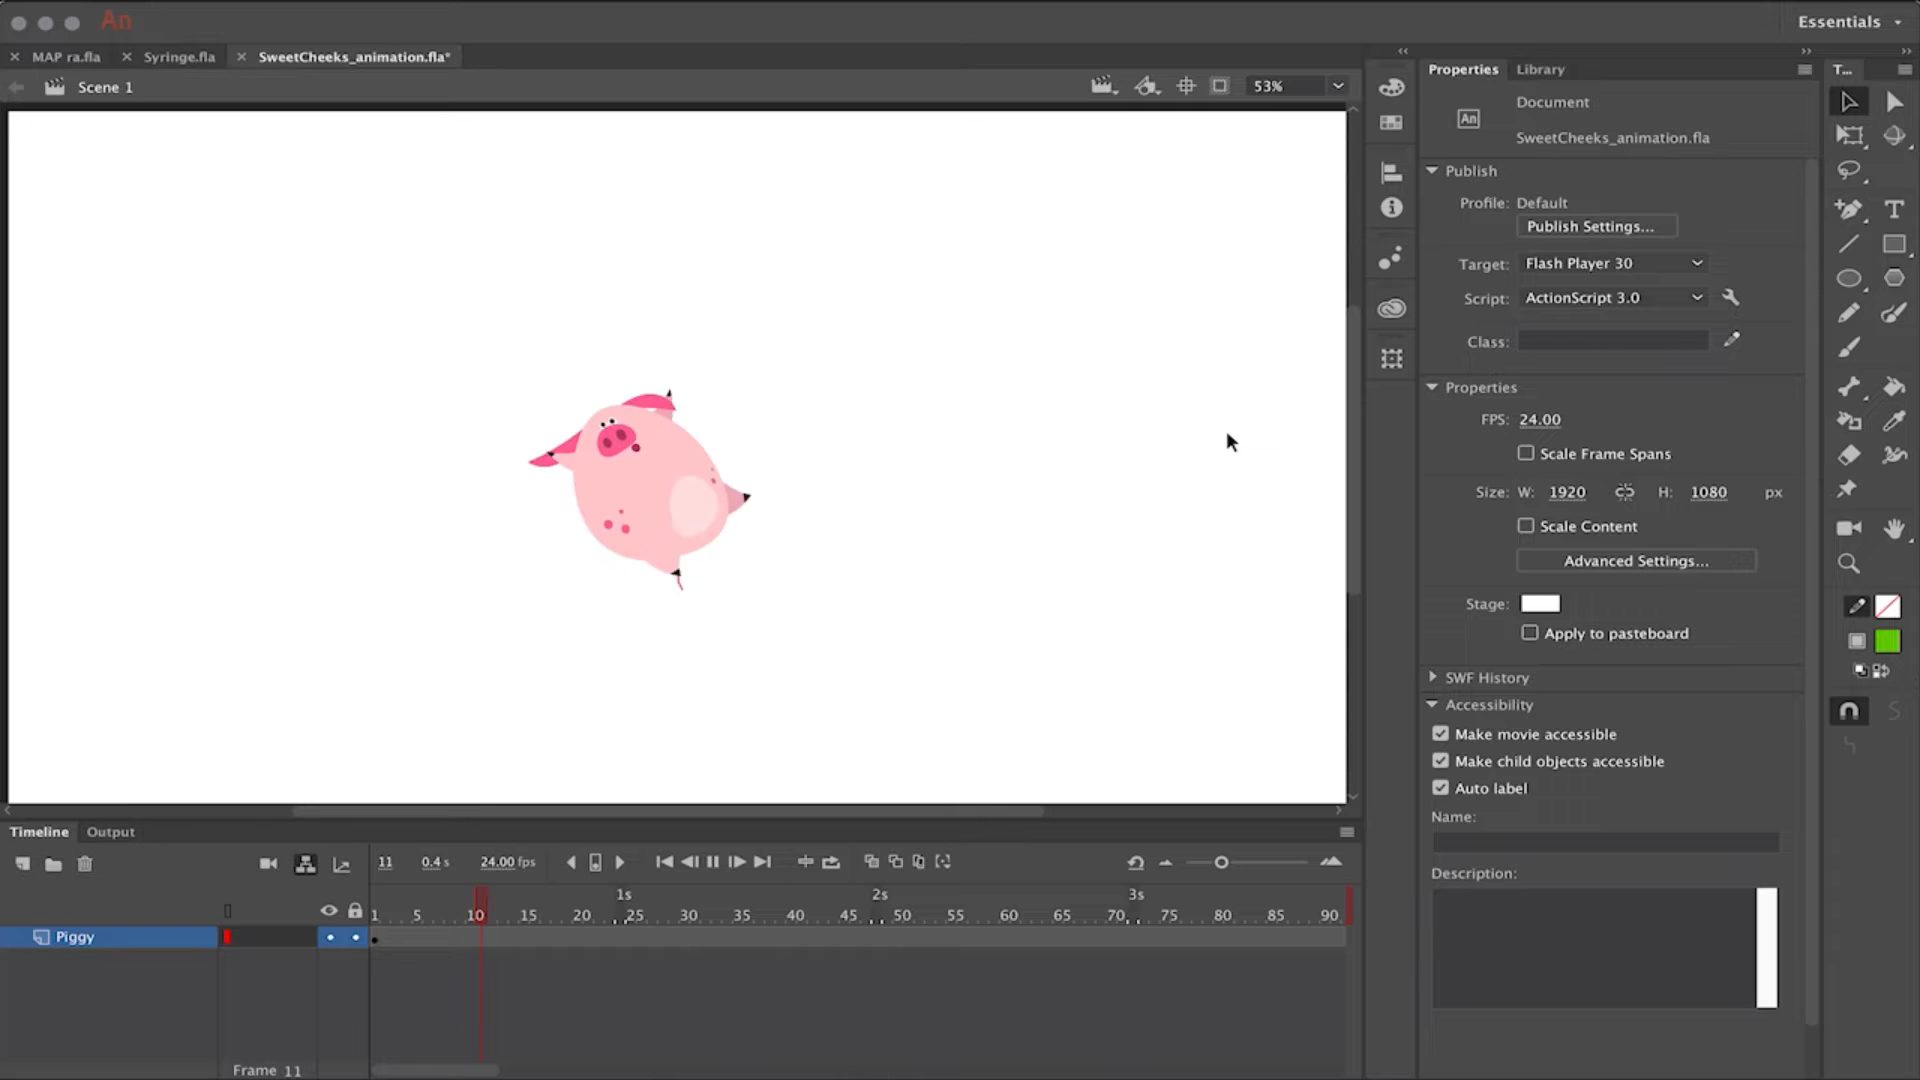 An
Essentials
MAP ra.fla
Syringe.fla
SweetCheeks_animation.fla*
Scene 1
53%
Properties
Library
T...
Document
An
SweetCheeks_animation.fla
Publish
Profile: Default
Publish Settings...
Target: Flash Player 30
Script: ActionScript 3.0
Class:
Properties
FPS: 24.00
Scale Frame Spans
Size: W: 1920 H: 1080 px
Scale Content
Advanced Settings...
Stage:
Apply to pasteboard
SWF History
Accessibility
Make movie accessible
Make child objects accessible
Auto label
Name:
Description:
Timeline
Output
11 0.4 s 24.00 fps
1s 2s 3s
1 5 10 15 20 25 30 35 40 45 50 55 60 65 70 75 80 85 90
Piggy
Frame 11